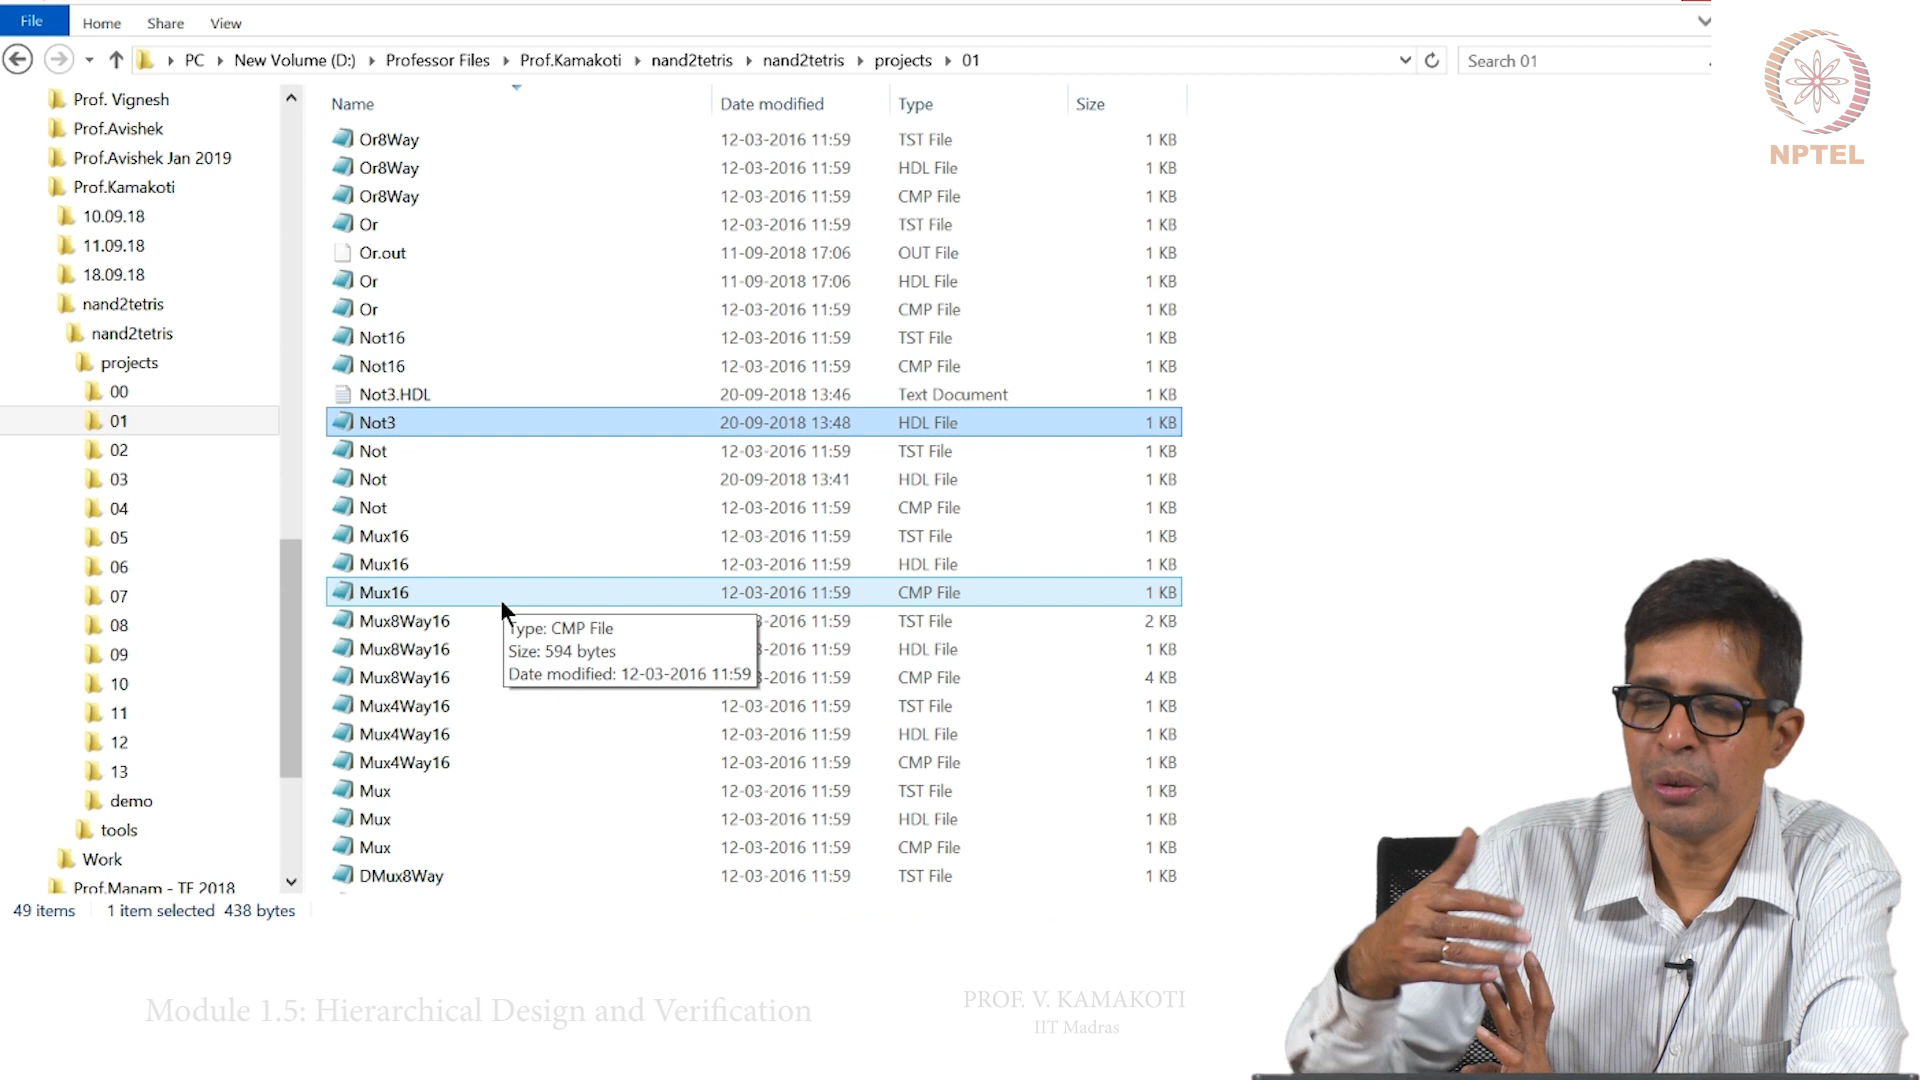 File Home Share View
PC New Volume (D:) Professor Files Prof.Kamakoti nand2tetris nand2tetris projects 01
Search 01
NPTEL
Prof. Vignesh
Prof.Avishek
Prof.Avishek Jan 2019
Prof.Kamakoti
10.09.18
11.09.18
18.09.18
nand2tetris
nand2tetris
projects
00
01
02
03
04
05
06
07
08
09
10
11
12
13
demo
tools
Work
Prof.Manam - TE 2018
Name Date modified Type Size
Or8Way 12-03-2016 11:59 TST File 1 KB
Or8Way 12-03-2016 11:59 HDL File 1 KB
Or8Way 12-03-2016 11:59 CMP File 1 KB
Or 12-03-2016 11:59 TST File 1 KB
Or.out 11-09-2018 17:06 OUT File 1 KB
Or 11-09-2018 17:06 HDL File 1 KB
Or 12-03-2016 11:59 CMP File 1 KB
Not16 12-03-2016 11:59 TST File 1 KB
Not16 12-03-2016 11:59 CMP File 1 KB
Not3.HDL 20-09-2018 13:46 Text Document 1 KB
Not3 20-09-2018 13:48 HDL File 1 KB
Not 12-03-2016 11:59 TST File 1 KB
Not 20-09-2018 13:41 HDL File 1 KB
Not 12-03-2016 11:59 CMP File 1 KB
Mux16 12-03-2016 11:59 TST File 1 KB
Mux16 12-03-2016 11:59 HDL File 1 KB
Mux16 12-03-2016 11:59 CMP File 1 KB
Mux8Way16 3-2016 11:59 TST File 2 KB
Mux8Way16 3-2016 11:59 HDL File 1 KB
Mux8Way16 3-2016 11:59 CMP File 4 KB
Mux4Way16 12-03-2016 11:59 TST File 1 KB
Mux4Way16 12-03-2016 11:59 HDL File 1 KB
Mux4Way16 12-03-2016 11:59 CMP File 1 KB
Mux 12-03-2016 11:59 TST File 1 KB
Mux 12-03-2016 11:59 HDL File 1 KB
Mux 12-03-2016 11:59 CMP File 1 KB
DMux8Way 12-03-2016 11:59 TST File 1 KB
Type: CMP File
Size: 594 bytes
Date modified: 12-03-2016 11:59
49 items 1 item selected 438 bytes
Module 1.5: Hierarchical Design and Verification
PROF. V. KAMAKOTI
IIT Madras